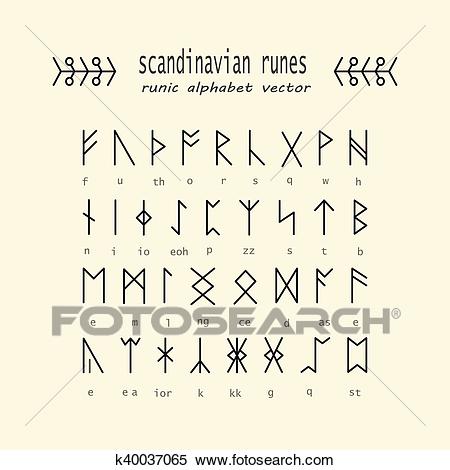 scandinavian runes
runic alphabet vector
ᚠ ᚢ ᚦ ᚩ ᚱ ᚳ ᚷ ᚹ ᚻ
f u th o r s q w h
ᚾ ᛁ ᛄ ᛇ ᛈ ᛉ ᛋ ᛏ ᛒ
n i io eoh p zz s t b
ᛖ ᛗ ᛚ ᛝ ᛟ ᛞ ᚪ ᚫ
e m l ng ce d as e
FOTOSEARCH
ᚣ ᛠ ᛡ ᛣ ᛤ ᚸ ᛢ ᛥ
e ea ior k kk g q st
k40037065 www.fotosearch.com